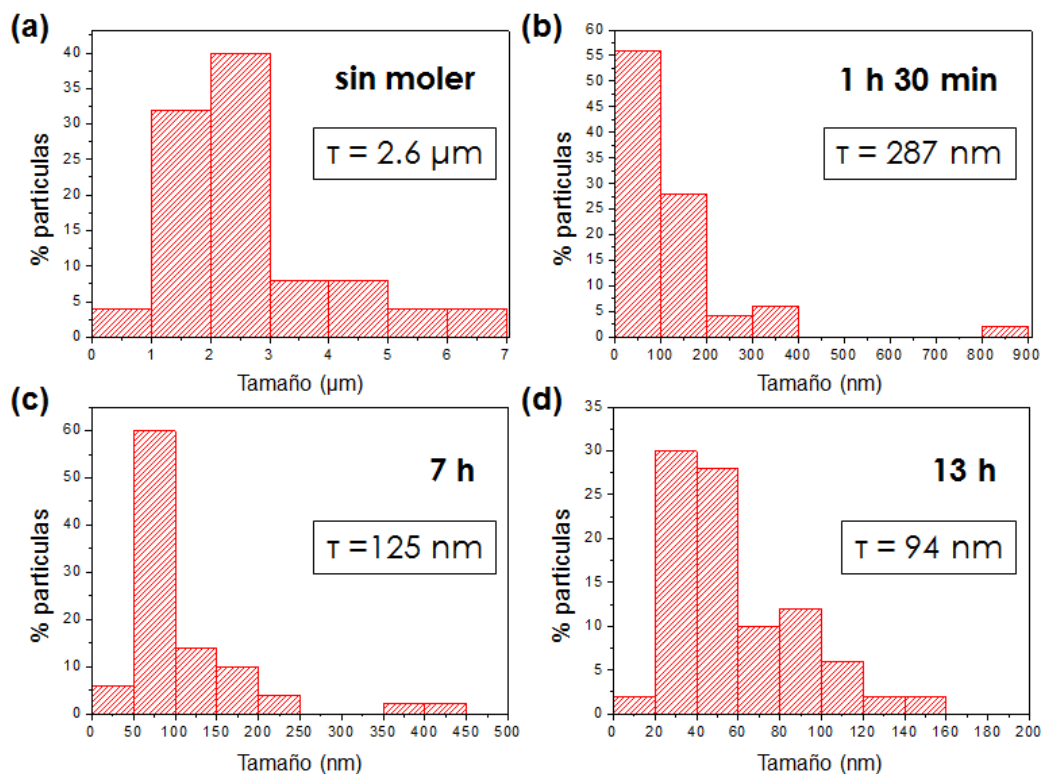 (a)
sin moler
τ = 2.6 µm
% particulas
40
35
30
25
20
15
10
5
0
0 1 2 3 4 5 6 7
Tamaño (µm)
(b)
1 h 30 min
τ = 287 nm
% particulas
60
55
50
45
40
35
30
25
20
15
10
5
0
0 100 200 300 400 500 600 700 800 900
Tamaño (nm)
(c)
7 h
τ =125 nm
% particulas
60
50
40
30
20
10
0
0 50 100 150 200 250 300 350 400 450 500
Tamaño (nm)
(d)
13 h
τ = 94 nm
% particulas
35
30
25
20
15
10
5
0
0 20 40 60 80 100 120 140 160 180 200
Tamaño (nm)